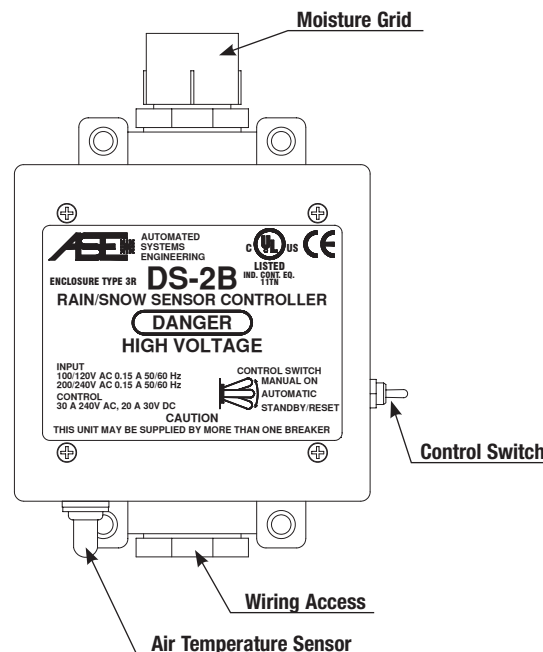 Moisture Grid
ASE
AUTOMATED
SYSTEMS
ENGINEERING
C UL US CE
LISTED
IND. CONT. EQ.
11TN
ENCLOSURE TYPE 3R DS-2B
RAIN/SNOW SENSOR CONTROLLER
DANGER
HIGH VOLTAGE
INPUT
100/120V AC 0.15 A 50/60 Hz
200/240V AC 0.15 A 50/60 Hz
CONTROL
30 A 240V AC, 20 A 30V DC
CONTROL SWITCH
MANUAL ON
AUTOMATIC
STANDBY/RESET
CAUTION
THIS UNIT MAY BE SUPPLIED BY MORE THAN ONE BREAKER
Control Switch
Wiring Access
Air Temperature Sensor